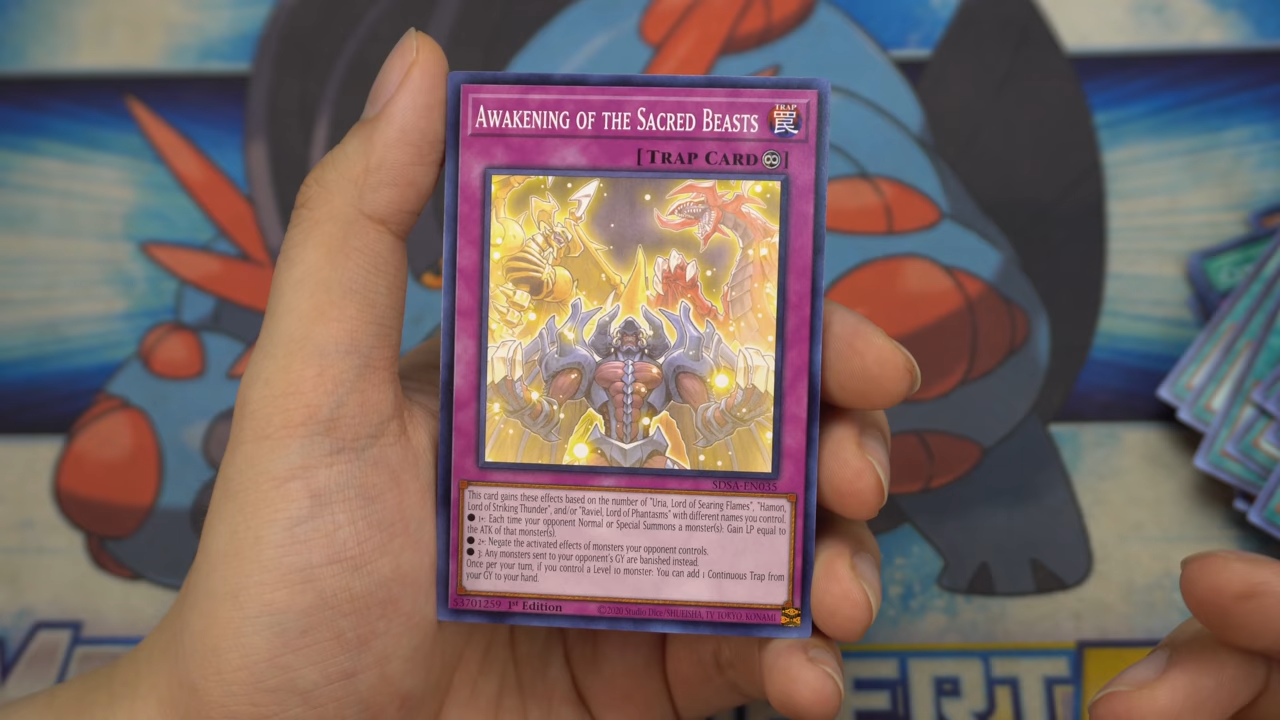 AWAKENING OF THE SACRED BEASTS
TRAP
罠
[TRAP CARD ]
SDSA-EN035
This card gains these effects based on the number of "Uria, Lord of Searing Flames", "Hamon,
Lord of Striking Thunder", and/or "Raviel, Lord of Phantasms" with different names you control.
● 1+: Each time your opponent Normal or Special Summons a monster(s): Gain LP equal to
the ATK of that monster(s).
● 2+: Negate the activated effects of monsters your opponent controls.
● 3: Any monsters sent to your opponent's GY are banished instead.
Once per your turn, if you control a Level 10 monster: You can add 1 Continuous Trap from
your GY to your hand.
53701259 1st Edition
©2020 Studio Dice/SHUEISHA, TV TOKYO, KONAMI